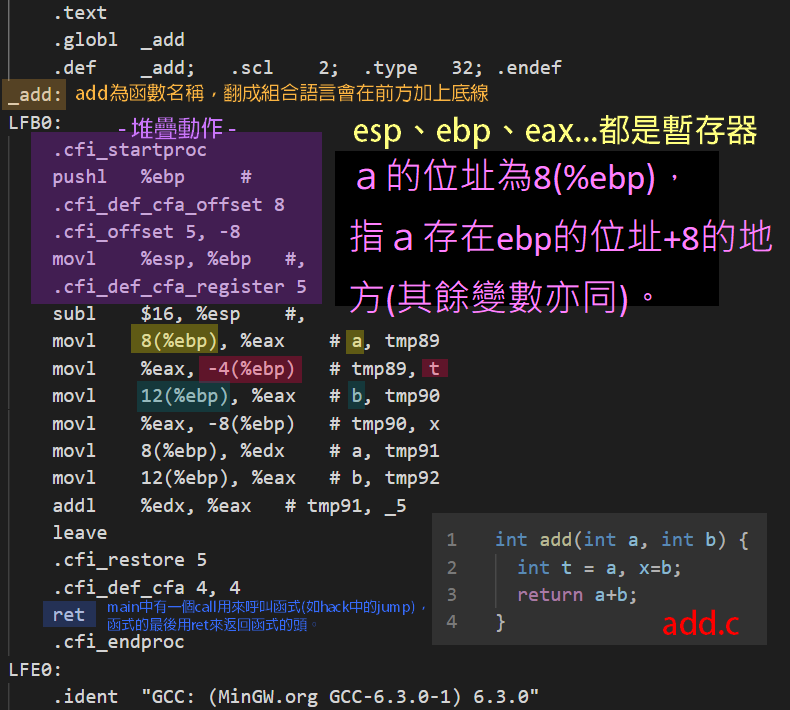 .text
.globl _add
.def _add; .scl 2; .type 32; .endef
_add: add為函數名稱，翻成組合語言會在前方加上底線
LFB0:
- 堆疊動作 -
esp、ebp、eax...都是暫存器
.cfi_startproc
pushl %ebp #
.cfi_def_cfa_offset 8
.cfi_offset 5, -8
movl %esp, %ebp #,
.cfi_def_cfa_register 5
ａ的位址為8(%ebp)，
指ａ存在ebp的位址+8的地
方(其餘變數亦同)。
subl $16, %esp #,
movl 8(%ebp), %eax # a, tmp89
movl %eax, -4(%ebp) # tmp89, t
movl 12(%ebp), %eax # b, tmp90
movl %eax, -8(%ebp) # tmp90, x
movl 8(%ebp), %edx # a, tmp91
movl 12(%ebp), %eax # b, tmp92
addl %edx, %eax # tmp91, _5
leave
.cfi_restore 5
.cfi_def_cfa 4, 4
ret
main中有一個call用來呼叫函式(如hack中的jump)，
函式的最後用ret來返回函式的頭。
.cfi_endproc
LFE0:
.ident "GCC: (MinGW.org GCC-6.3.0-1) 6.3.0"
1 int add(int a, int b) {
2 int t = a, x=b;
3 return a+b;
4 }
add.c